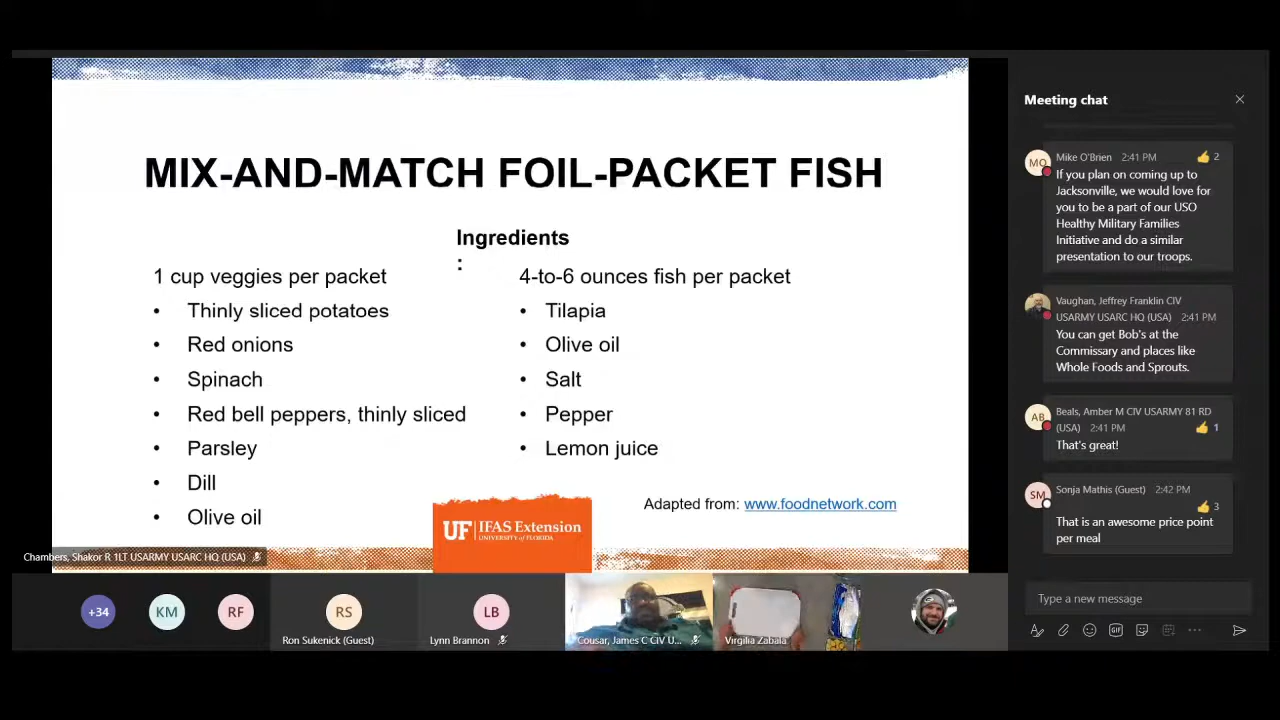 MIX-AND-MATCH FOIL-PACKET FISH
Ingredients
:
1 cup veggies per packet
• Thinly sliced potatoes
• Red onions
• Spinach
• Red bell peppers, thinly sliced
• Parsley
• Dill
• Olive oil
4-to-6 ounces fish per packet
• Tilapia
• Olive oil
• Salt
• Pepper
• Lemon juice
Adapted from: www.foodnetwork.com
UF IFAS Extension
UNIVERSITY of FLORIDA
Chambers, Shakor R 1LT USARMY USARC HQ (USA)
+34
KM
RF
RS
Ron Sukenick (Guest)
LB
Lynn Brannon
Cousar, James C CIV U...
Virgilia Zabala
Meeting chat
MO
Mike O'Brien 2:41 PM 2
If you plan on coming up to
Jacksonville, we would love for
you to be a part of our USO
Healthy Military Families
Initiative and do a similar
presentation to our troops.
Vaughan, Jeffrey Franklin CIV
USARMY USARC HQ (USA) 2:41 PM
You can get Bob's at the
Commissary and places like
Whole Foods and Sprouts.
AB
Beals, Amber M CIV USARMY 81 RD
(USA) 2:41 PM 1
That's great!
SM
Sonja Mathis (Guest) 2:42 PM
3
That is an awesome price point
per meal
Type a new message
GIF